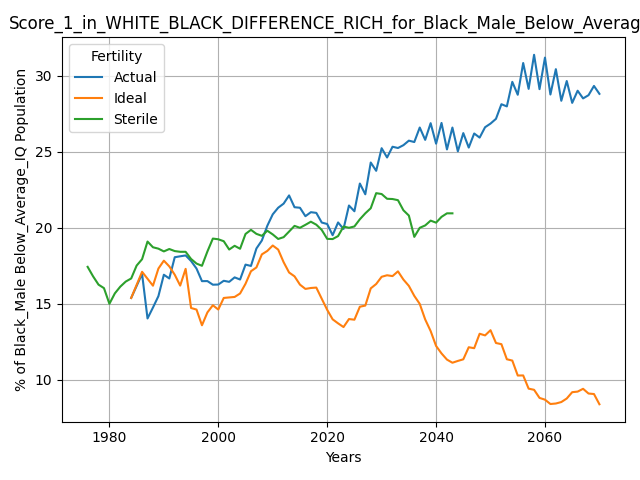 Score_1_in_WHITE_BLACK_DIFFERENCE_RICH_for_Black_Male_Below_Averag
Fertility
Actual
Ideal
Sterile
% of Black_Male Below_Average_IQ Population
30
25
20
15
10
1980 2000 2020 2040 2060
Years